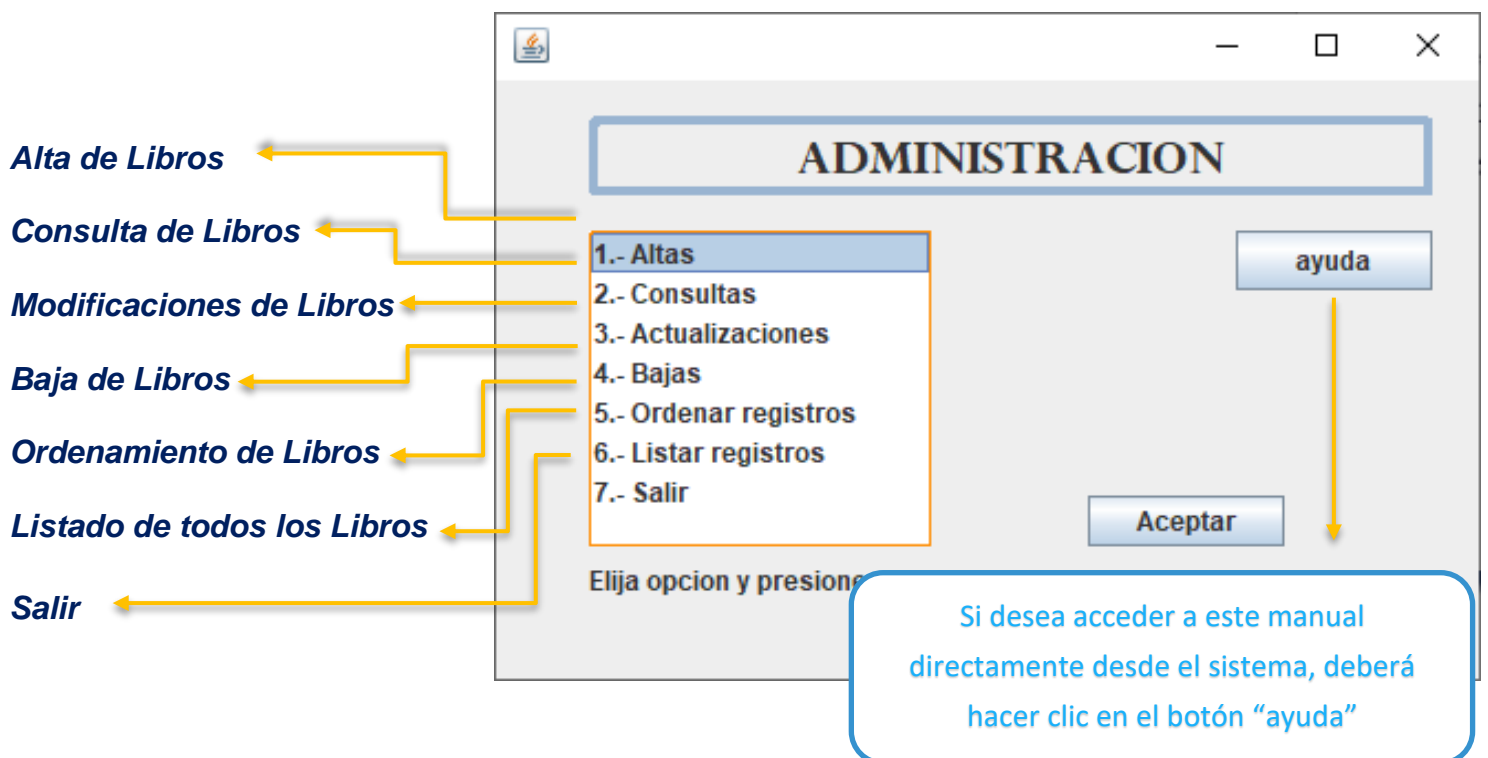 Alta de Libros
Consulta de Libros
Modificaciones de Libros
Baja de Libros
Ordenamiento de Libros
Listado de todos los Libros
Salir
ADMINISTRACION
1.- Altas
2.- Consultas
3.- Actualizaciones
4.- Bajas
5.- Ordenar registros
6.- Listar registros
7.- Salir
ayuda
Aceptar
Elija opcion y presione
Si desea acceder a este manual
directamente desde el sistema, deberá
hacer clic en el botón “ayuda”